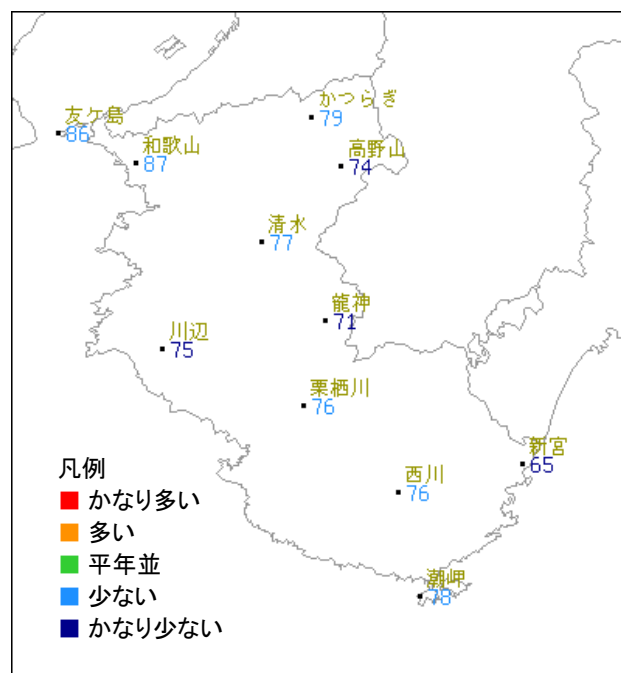 かつらぎ
79
友ケ島
86
和歌山
87
高野山
74
清水
77
龍神
71
川辺
75
栗栖川
76
新宮
65
西川
76
潮岬
78
凡例
かなり多い
多い
平年並
少ない
かなり少ない